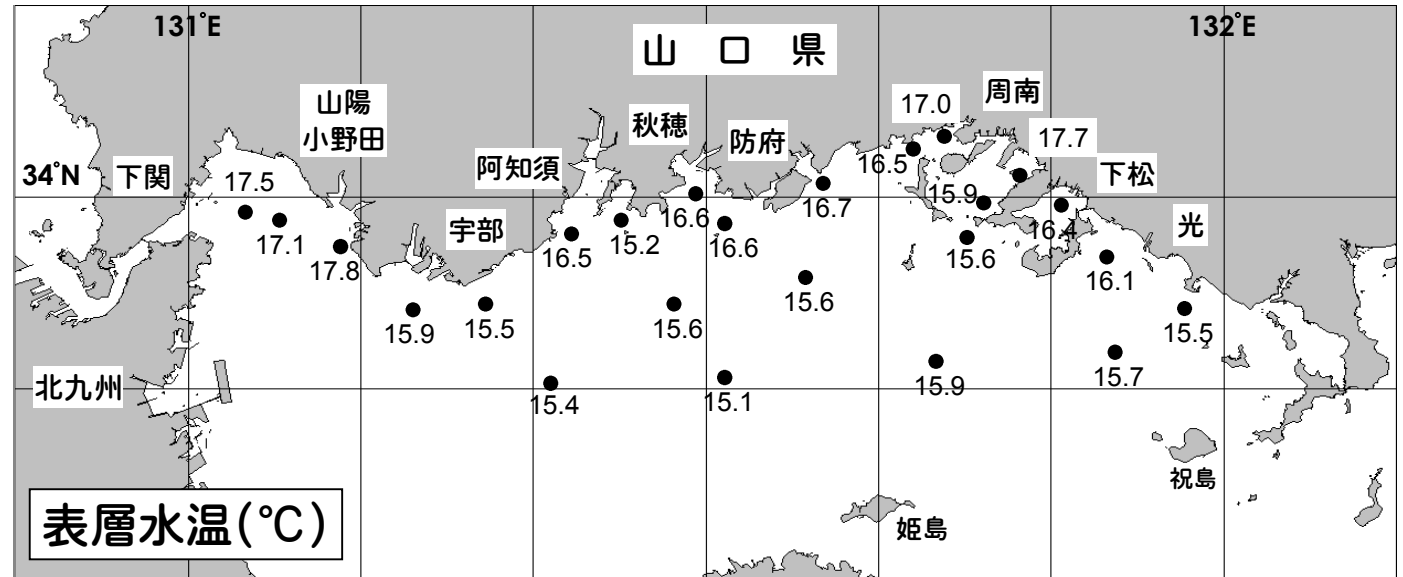 131°E
132°E
山 口 県
山陽
小野田
17.0
周南
秋穂
防府
17.7
阿知須
16.5
下松
34°N
下関
17.5
15.9
16.7
16.6
16.4
光
宇部
17.1
15.2
16.6
16.5
17.8
15.6
16.1
15.6
15.9
15.5
15.6
15.5
15.9
15.7
北九州
15.4
15.1
祝島
表層水温(℃)
姫島